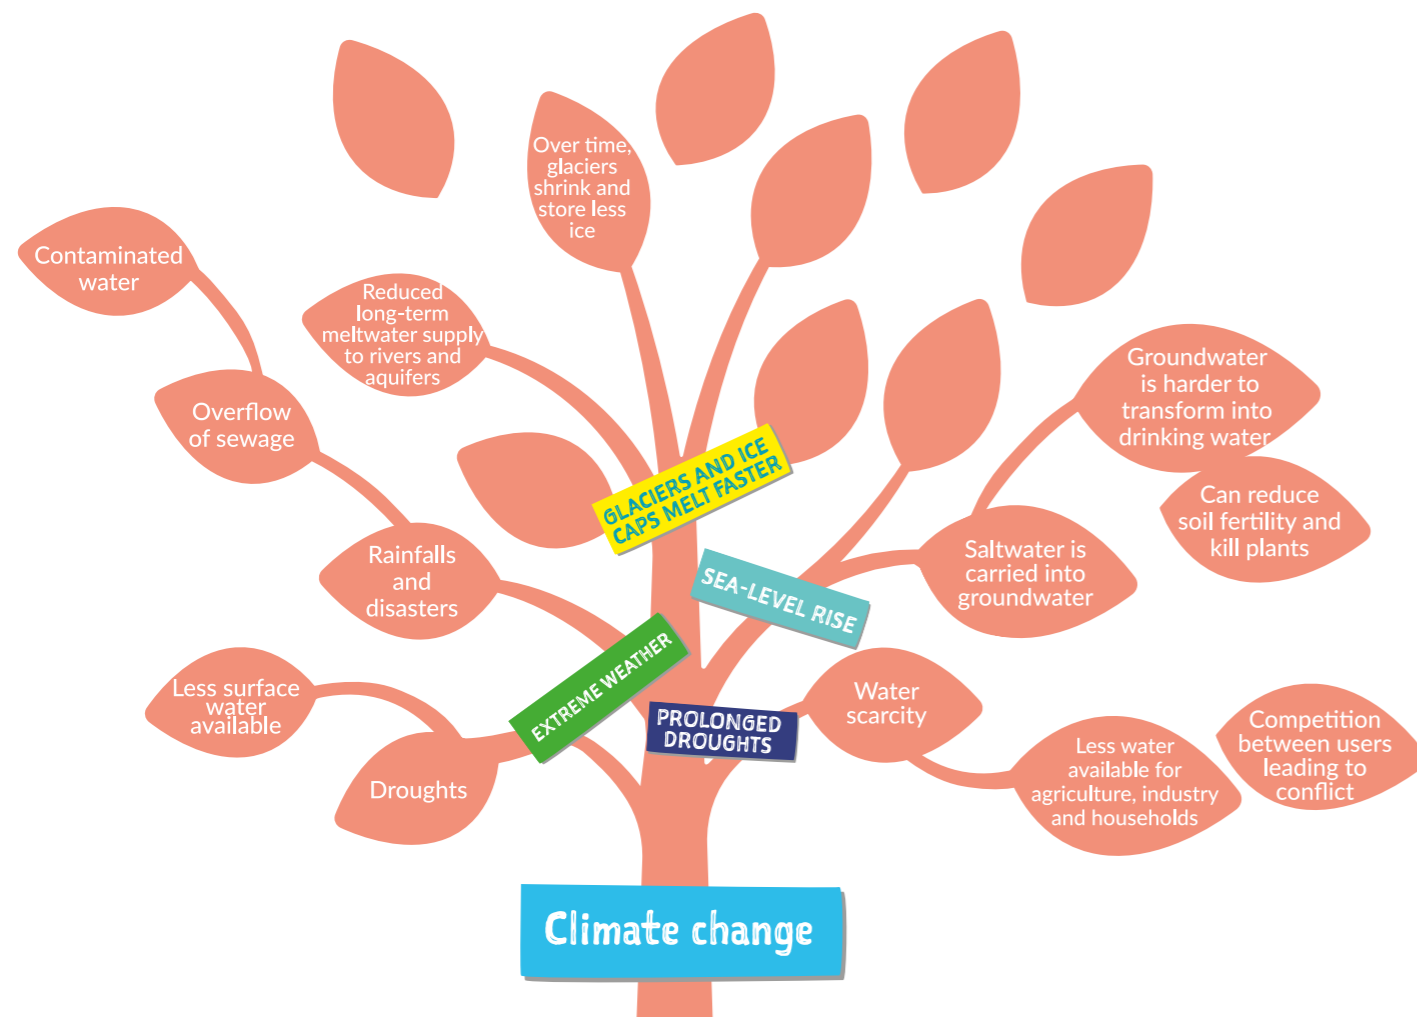 Over time,
glaciers
shrink and
store less
ice
Contaminated
water
Reduced
long-term
meltwater supply
to rivers and
aquifers
Groundwater
is harder to
transform into
drinking water
Overflow
of sewage
GLACIERS AND ICE
CAPS MELT FASTER
Can reduce
soil fertility and
kill plants
Rainfalls
and
disasters
SEA-LEVEL RISE
Saltwater is
carried into
groundwater
EXTREME WEATHER
Less surface
water
available
PROLONGED
DROUGHTS
Water
scarcity
Competition
between users
leading to
conflict
Less water
available for
agriculture, industry
and households
Droughts
Climate change